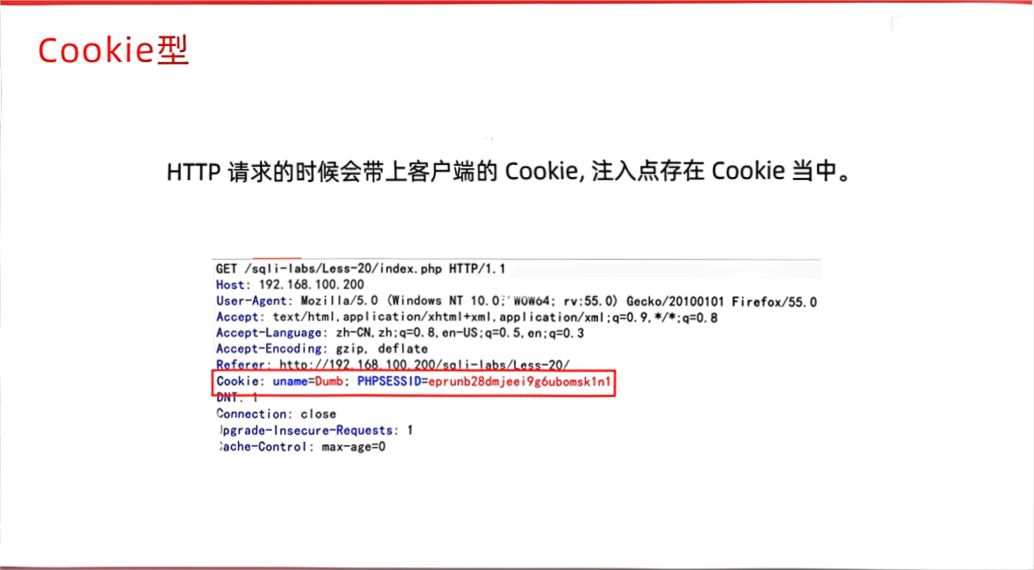 Cookie型
HTTP 请求的时候会带上客户端的 Cookie, 注入点存在 Cookie 当中。
GET /sqli-labs/Less-20/index.php HTTP/1.1
Host: 192.168.100.200
User-Agent: Mozilla/5.0 (Windows NT 10.0; WOW64; rv:55.0) Gecko/20100101 Firefox/55.0
Accept: text/html,application/xhtml+xml,application/xml;q=0.9,*/*;q=0.8
Accept-Language: zh-CN,zh;q=0.8,en-US;q=0.5,en;q=0.3
Accept-Encoding: gzip, deflate
Referer: http://192.168.100.200/sqli-labs/Less-20/
Cookie: uname=Dumb; PHPSESSID=eprunb28dmjeei9g6ubomsk1n1
DNT: 1
Connection: close
Upgrade-Insecure-Requests: 1
Cache-Control: max-age=0